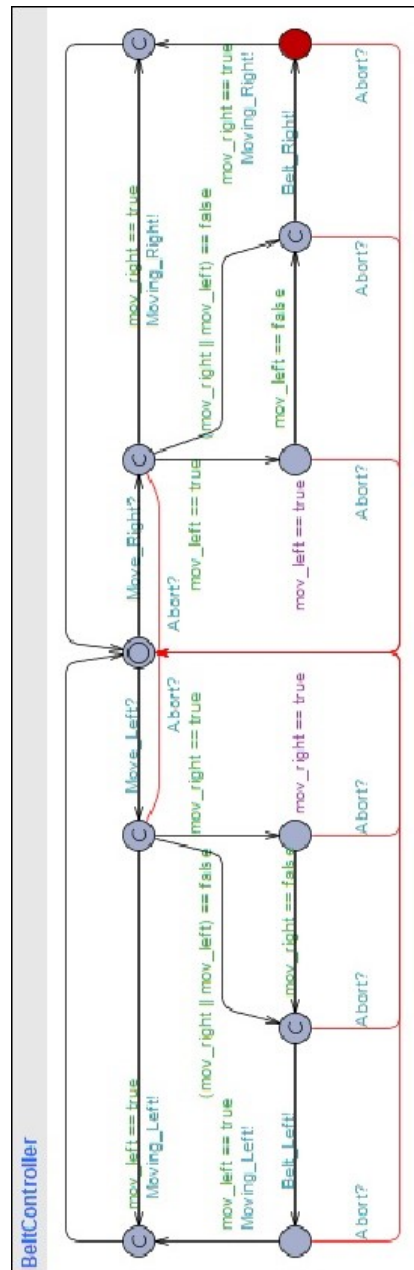 BeltController
mov_left == true
Moving_Left!
Move_Left?
Move_Right?
mov_right == true
Moving_Right!
Abort?
Abort?
mov_right == true
mov_left == true
(mov_right || mov_left) == false
(mov_right || mov_left) == false
mov_left == true
Moving_Left!
mov_right == true
Moving_Right!
Belt_Left!
mov_right == false
mov_right == true
mov_left == true
mov_left == false
Belt_Right!
Abort?
Abort?
Abort?
Abort?
Abort?
Abort?